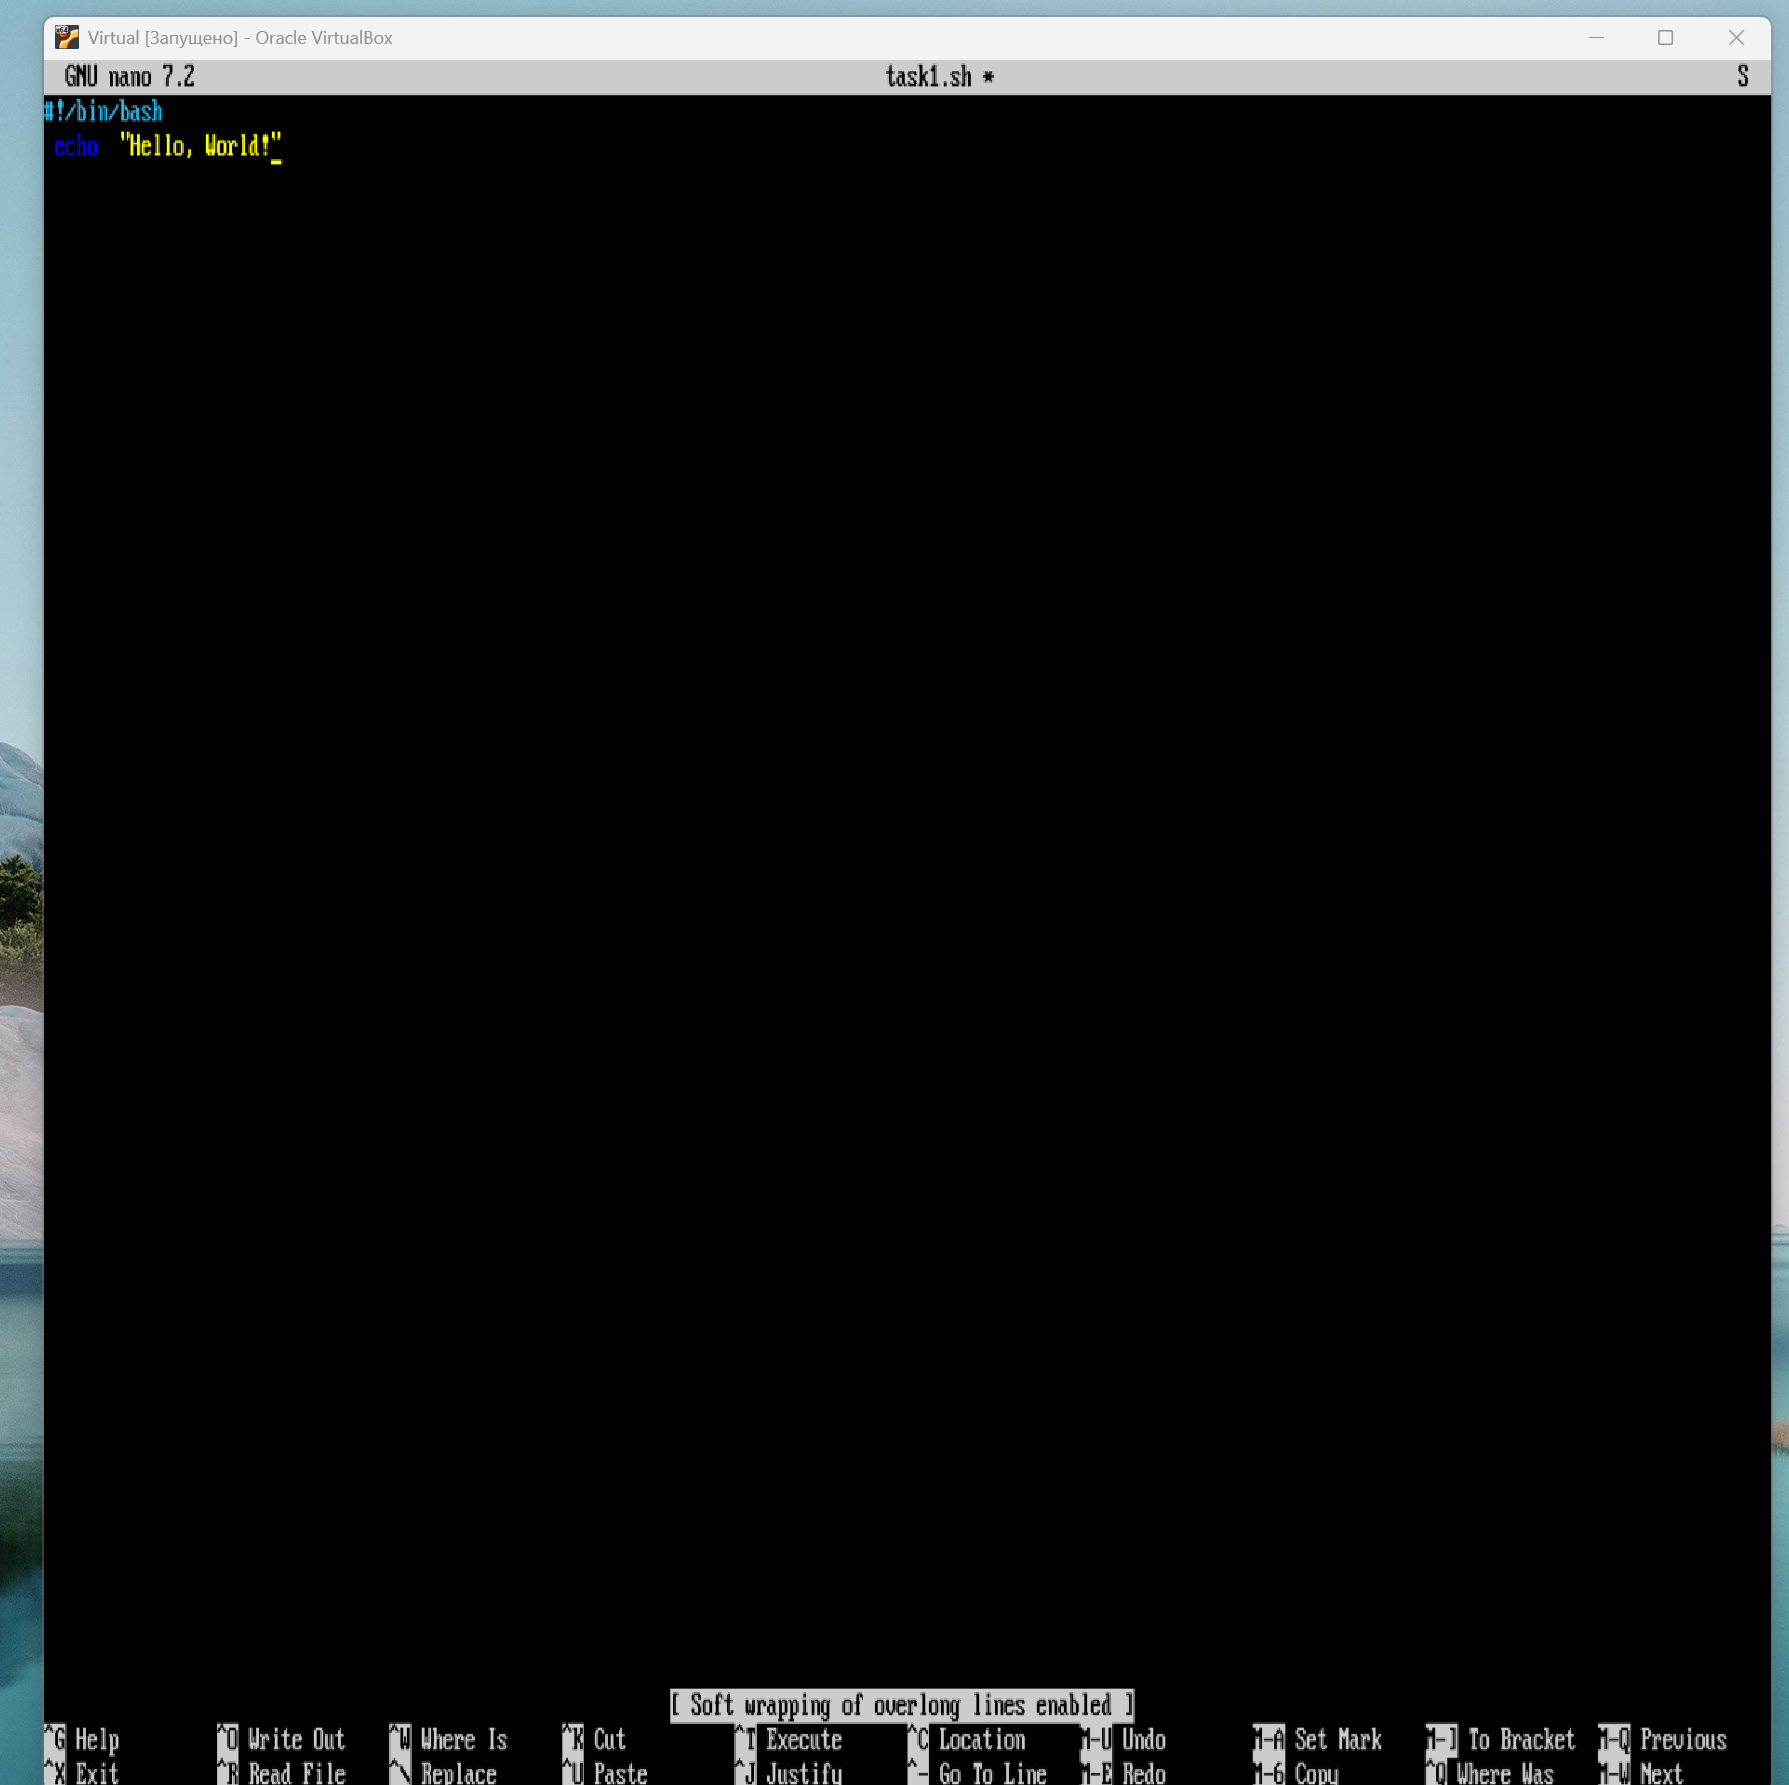 Virtual [Запущено] - Oracle VirtualBox
GNU nano 7.2 task1.sh * S
#!/bin/bash
echo "Hello, World!"
[ Soft wrapping of overlong lines enabled ]
^G Help ^O Write Out ^W Where Is ^K Cut ^T Execute ^C Location M-U Undo M-A Set Mark M-] To Bracket M-Q Previous
^X Exit ^R Read File ^\ Replace ^U Paste ^J Justify ^- Go To Line M-E Redo M-6 Copy ^Q Where Was M-W Next